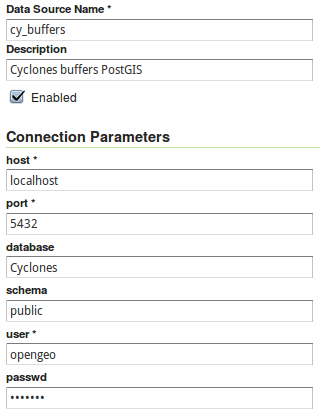 Data Source Name *
cy_buffers
Description
Cyclones buffers PostGIS
Enabled
Connection Parameters
host *
localhost
port *
5432
database
Cyclones
schema
public
user *
opengeo
passwd
•••••••